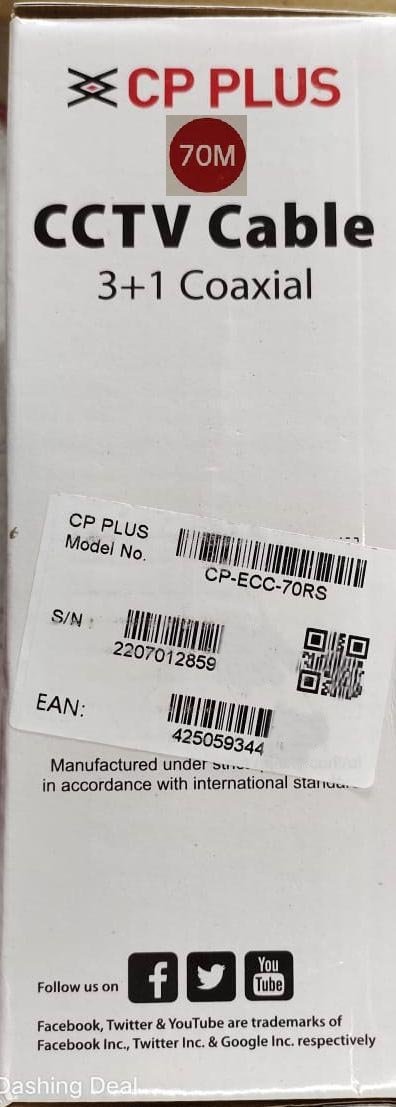 CP PLUS
70M
CCTV Cable
3+1 Coaxial
CP PLUS
Model No.
CP-ECC-70RS
S/N
2207012859
EAN:
425059344
Manufactured under
in accordance with international
Follow us on
f
You
Tube
Facebook, Twitter & YouTube are trademarks of
Facebook Inc., Twitter Inc. & Google Inc. respectively
Dashing Deal